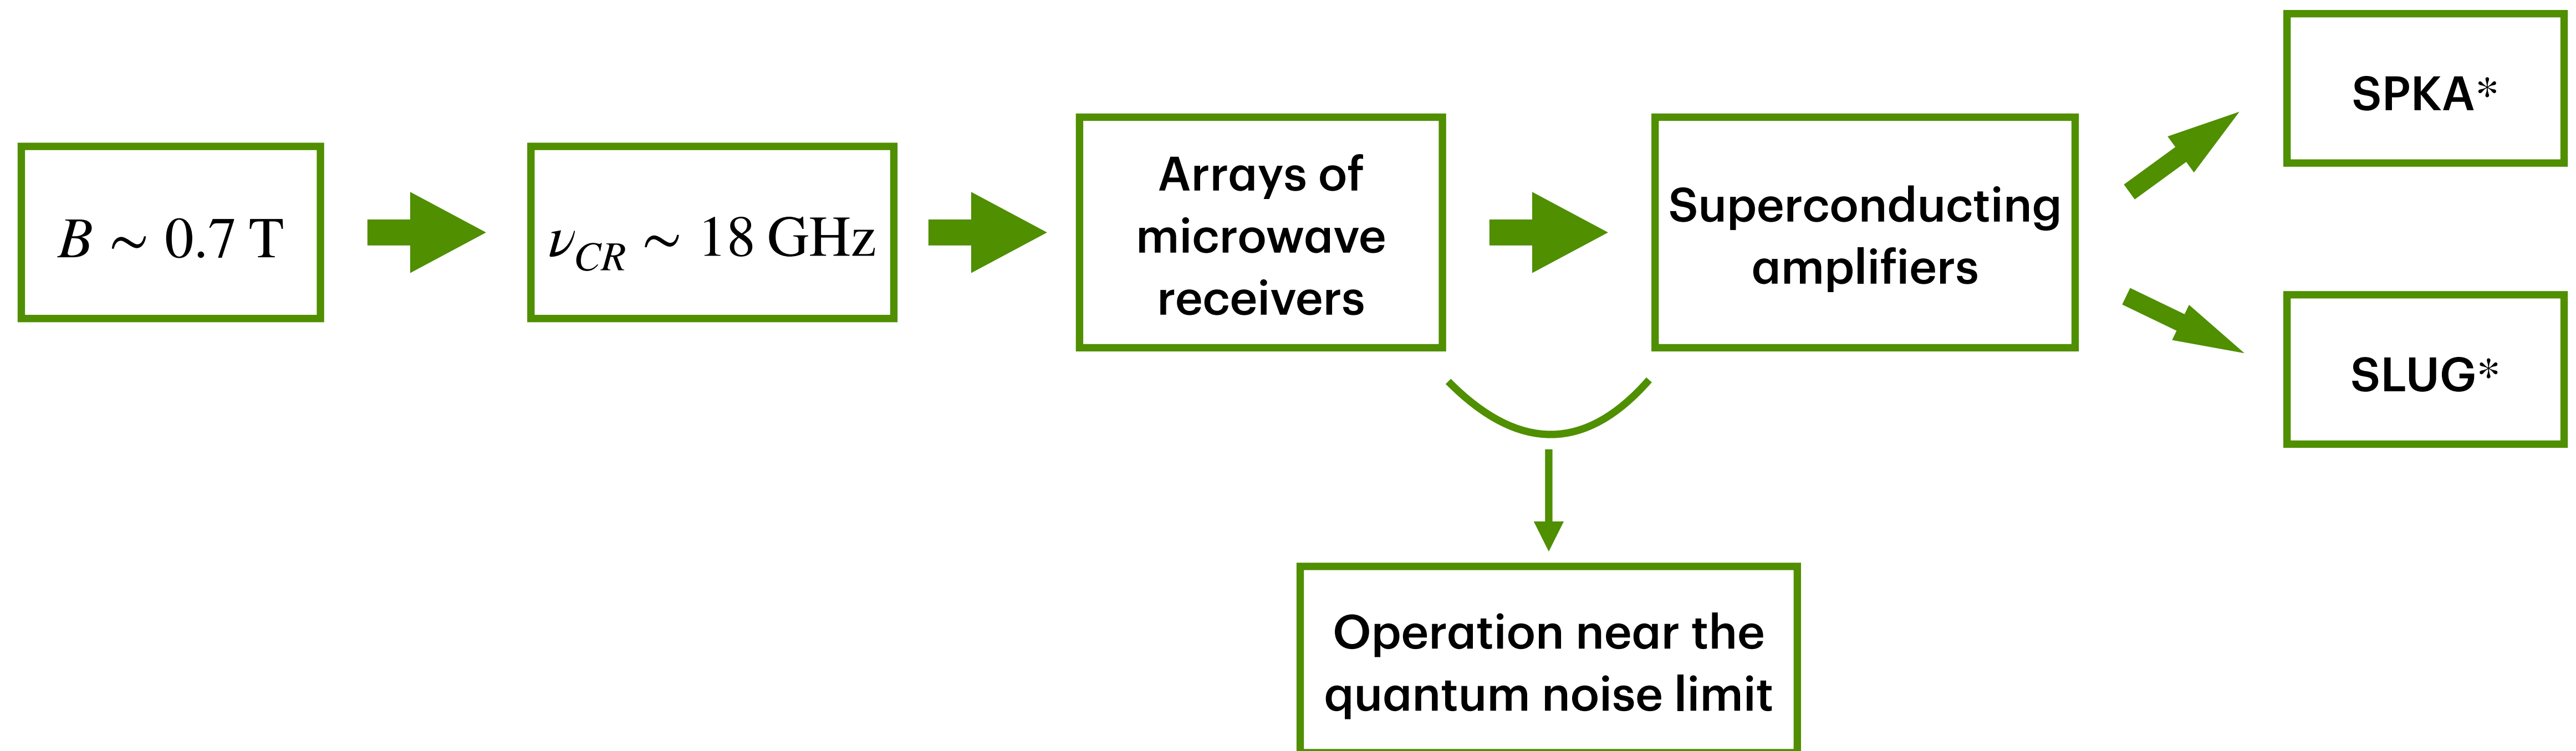 B ∼ 0.7 T
ν_CR ∼ 18 GHz
Arrays of
microwave
receivers
Superconducting
amplifiers
SPKA*
SLUG*
Operation near the
quantum noise limit